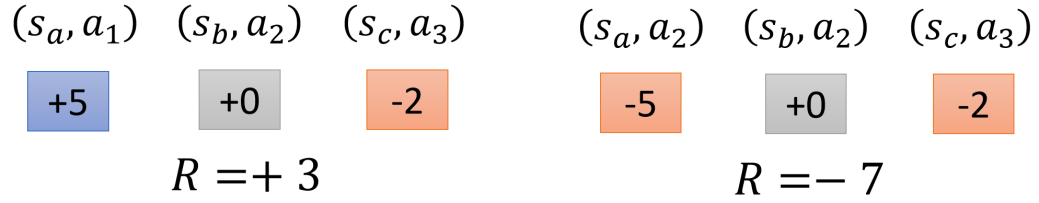 (s_a, a_1) (s_b, a_2) (s_c, a_3) (s_a, a_2) (s_b, a_2) (s_c, a_3)
+5 +0 -2 -5 +0 -2
R =+ 3 R =− 7